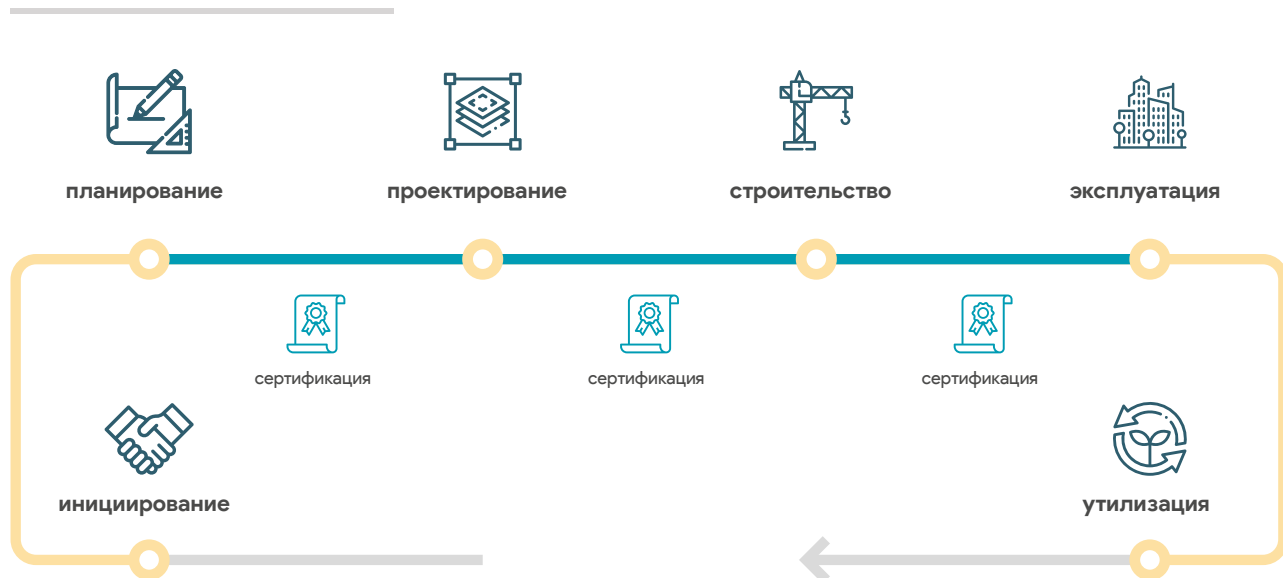 планирование
проектирование
строительство
эксплуатация
сертификация
сертификация
сертификация
инициирование
утилизация